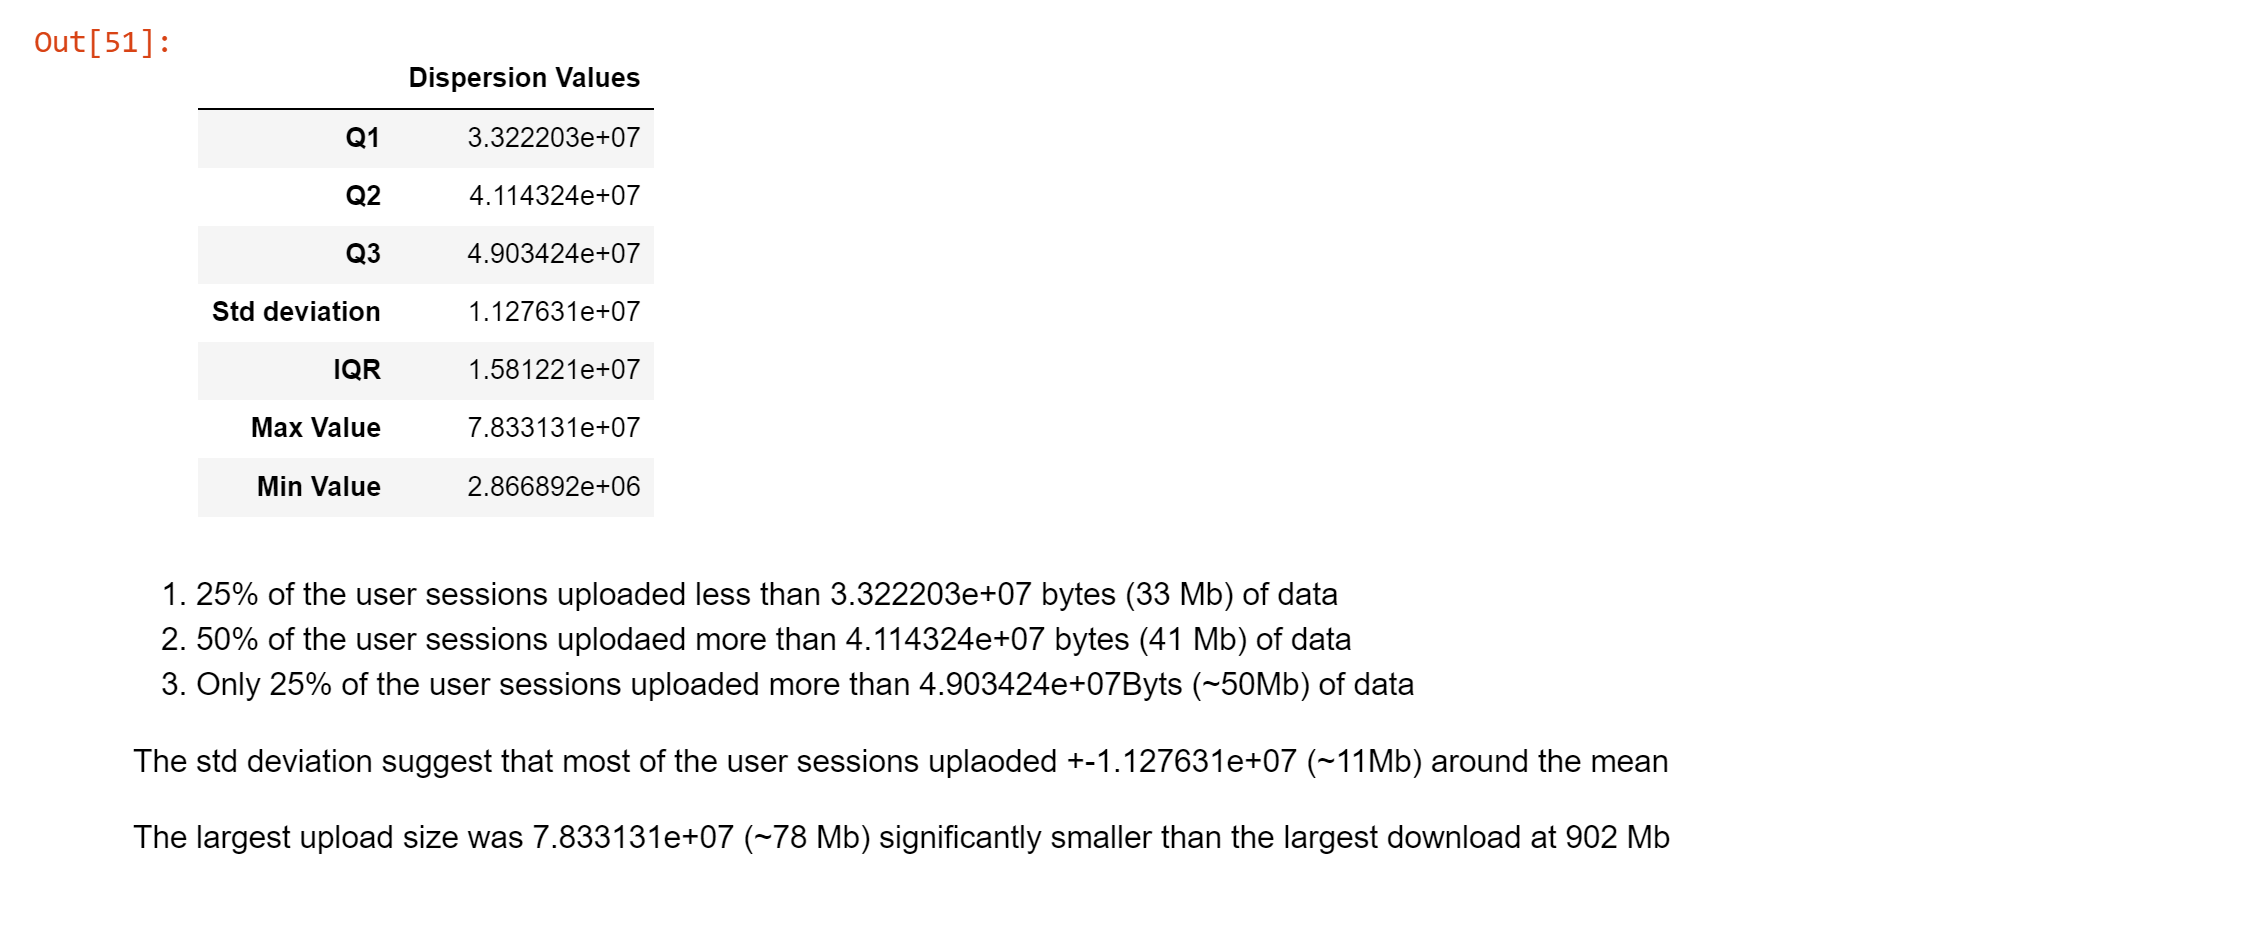 Out[51]:
Dispersion Values
Q1 3.322203e+07
Q2 4.114324e+07
Q3 4.903424e+07
Std deviation 1.127631e+07
IQR 1.581221e+07
Max Value 7.833131e+07
Min Value 2.866892e+06
1. 25% of the user sessions uploaded less than 3.322203e+07 bytes (33 Mb) of data
2. 50% of the user sessions uplodaed more than 4.114324e+07 bytes (41 Mb) of data
3. Only 25% of the user sessions uploaded more than 4.903424e+07Byts (~50Mb) of data
The std deviation suggest that most of the user sessions uplaoded +-1.127631e+07 (~11Mb) around the mean
The largest upload size was 7.833131e+07 (~78 Mb) significantly smaller than the largest download at 902 Mb